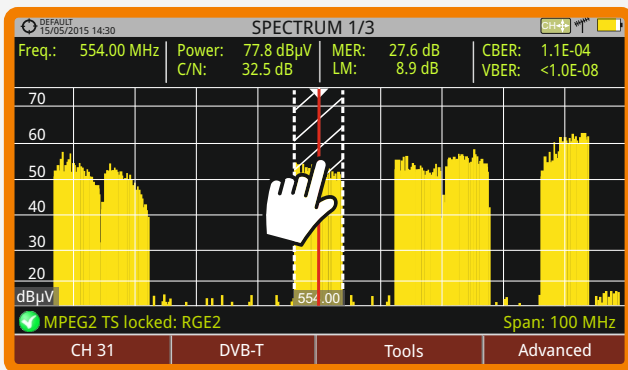 DEFAULT
15/05/2015 14:30
SPECTRUM 1/3
CH
Freq.: 554.00 MHz
Power: 77.8 dBµV
MER: 27.6 dB
CBER: 1.1E-04
C/N: 32.5 dB
LM: 8.9 dB
VBER: <1.0E-08
70
60
50
40
30
20
dBµV
554.00
MPEG2 TS locked: RGE2
Span: 100 MHz
CH 31
DVB-T
Tools
Advanced